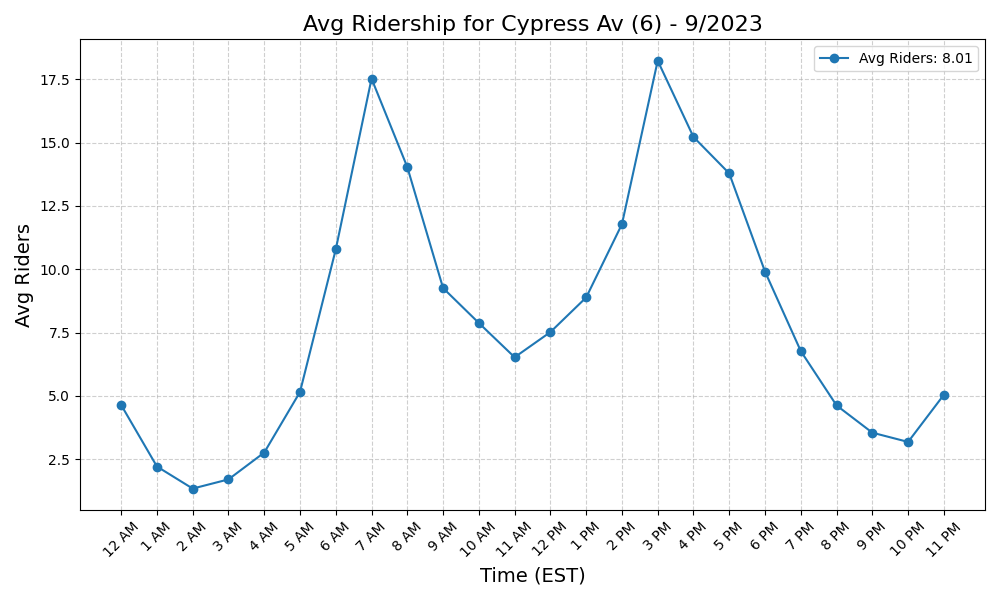 Avg Ridership for Cypress Av (6) - 9/2023
Avg Riders: 8.01
Avg Riders
17.5
15.0
12.5
10.0
7.5
5.0
2.5
12 AM
1 AM
2 AM
3 AM
4 AM
5 AM
6 AM
7 AM
8 AM
9 AM
10 AM
11 AM
12 PM
1 PM
2 PM
3 PM
4 PM
5 PM
6 PM
7 PM
8 PM
9 PM
10 PM
11 PM
Time (EST)